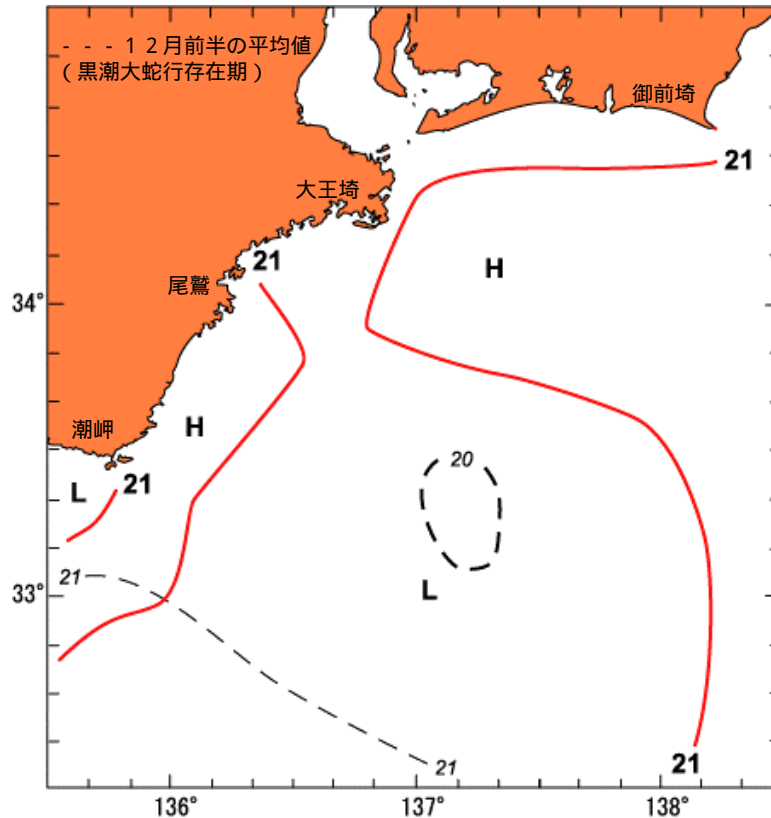 - - - １２月前半の平均値
（黒潮大蛇行存在期）
御前埼
21
大王埼
21
H
尾鷲
34°
潮岬
H
20
L
21
21
33°
L
21
21
136°
137°
138°